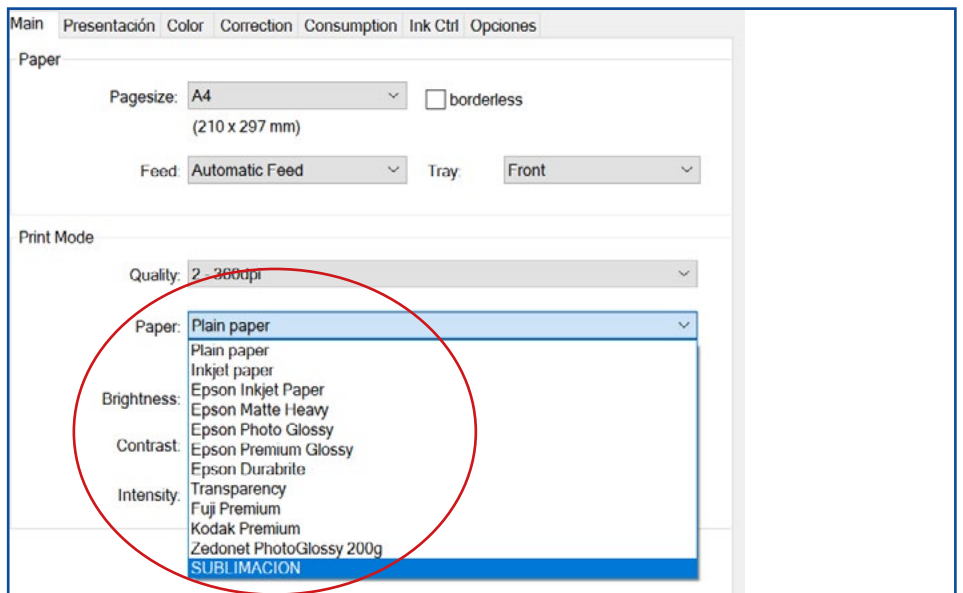 Main Presentación Color Correction Consumption Ink Ctrl Opciones
Paper
Pagesize: A4 borderless
(210 x 297 mm)
Feed: Automatic Feed Tray: Front
Print Mode
Quality: 2 - 360dpi
Paper: Plain paper
Plain paper
Inkjet paper
Epson Inkjet Paper
Brightness:
Epson Matte Heavy
Epson Photo Glossy
Contrast: Epson Premium Glossy
Epson Durabrite
Intensity: Transparency
Fuji Premium
Kodak Premium
Zedonet PhotoGlossy 200g
SUBLIMACION